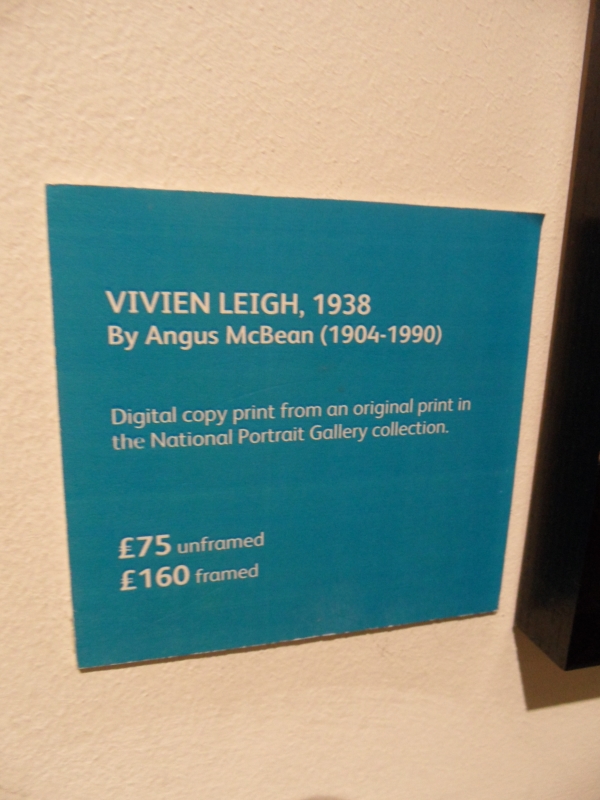 VIVIEN LEIGH, 1938
By Angus McBean (1904-1990)
Digital copy print from an original print in
the National Portrait Gallery collection.
£75 unframed
£160 framed